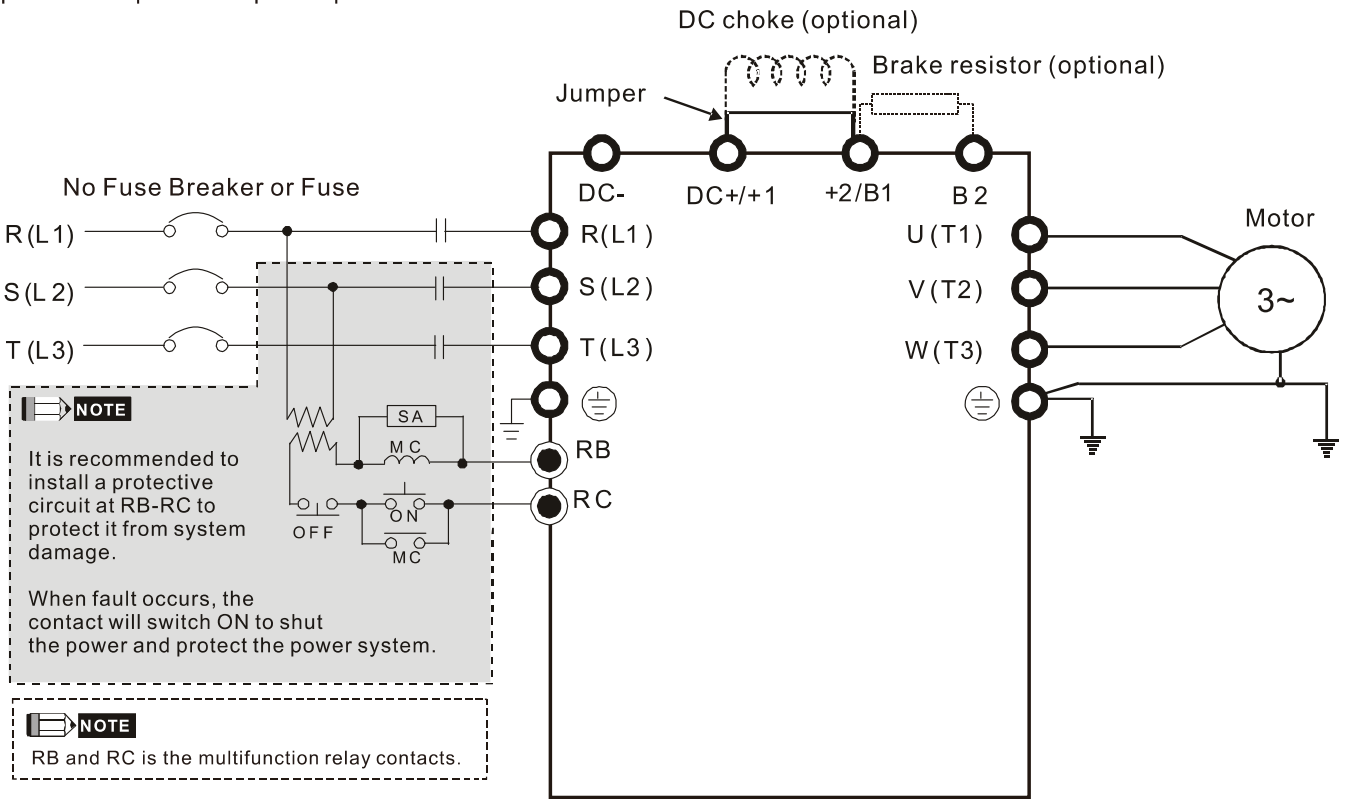 DC choke (optional)
Brake resistor (optional)
Jumper
No Fuse Breaker or Fuse
DC-
DC+/+1
+2/B1
B2
Motor
R(L1)
R(L1)
U(T1)
S(L2)
S(L2)
V(T2)
3~
T(L3)
T(L3)
W(T3)
NOTE
SA
MC
RB
It is recommended to
install a protective
circuit at RB-RC to
protect it from system
damage.
RC
ON
OFF
MC
When fault occurs, the
contact will switch ON to shut
the power and protect the power system.
NOTE
RB and RC is the multifunction relay contacts.